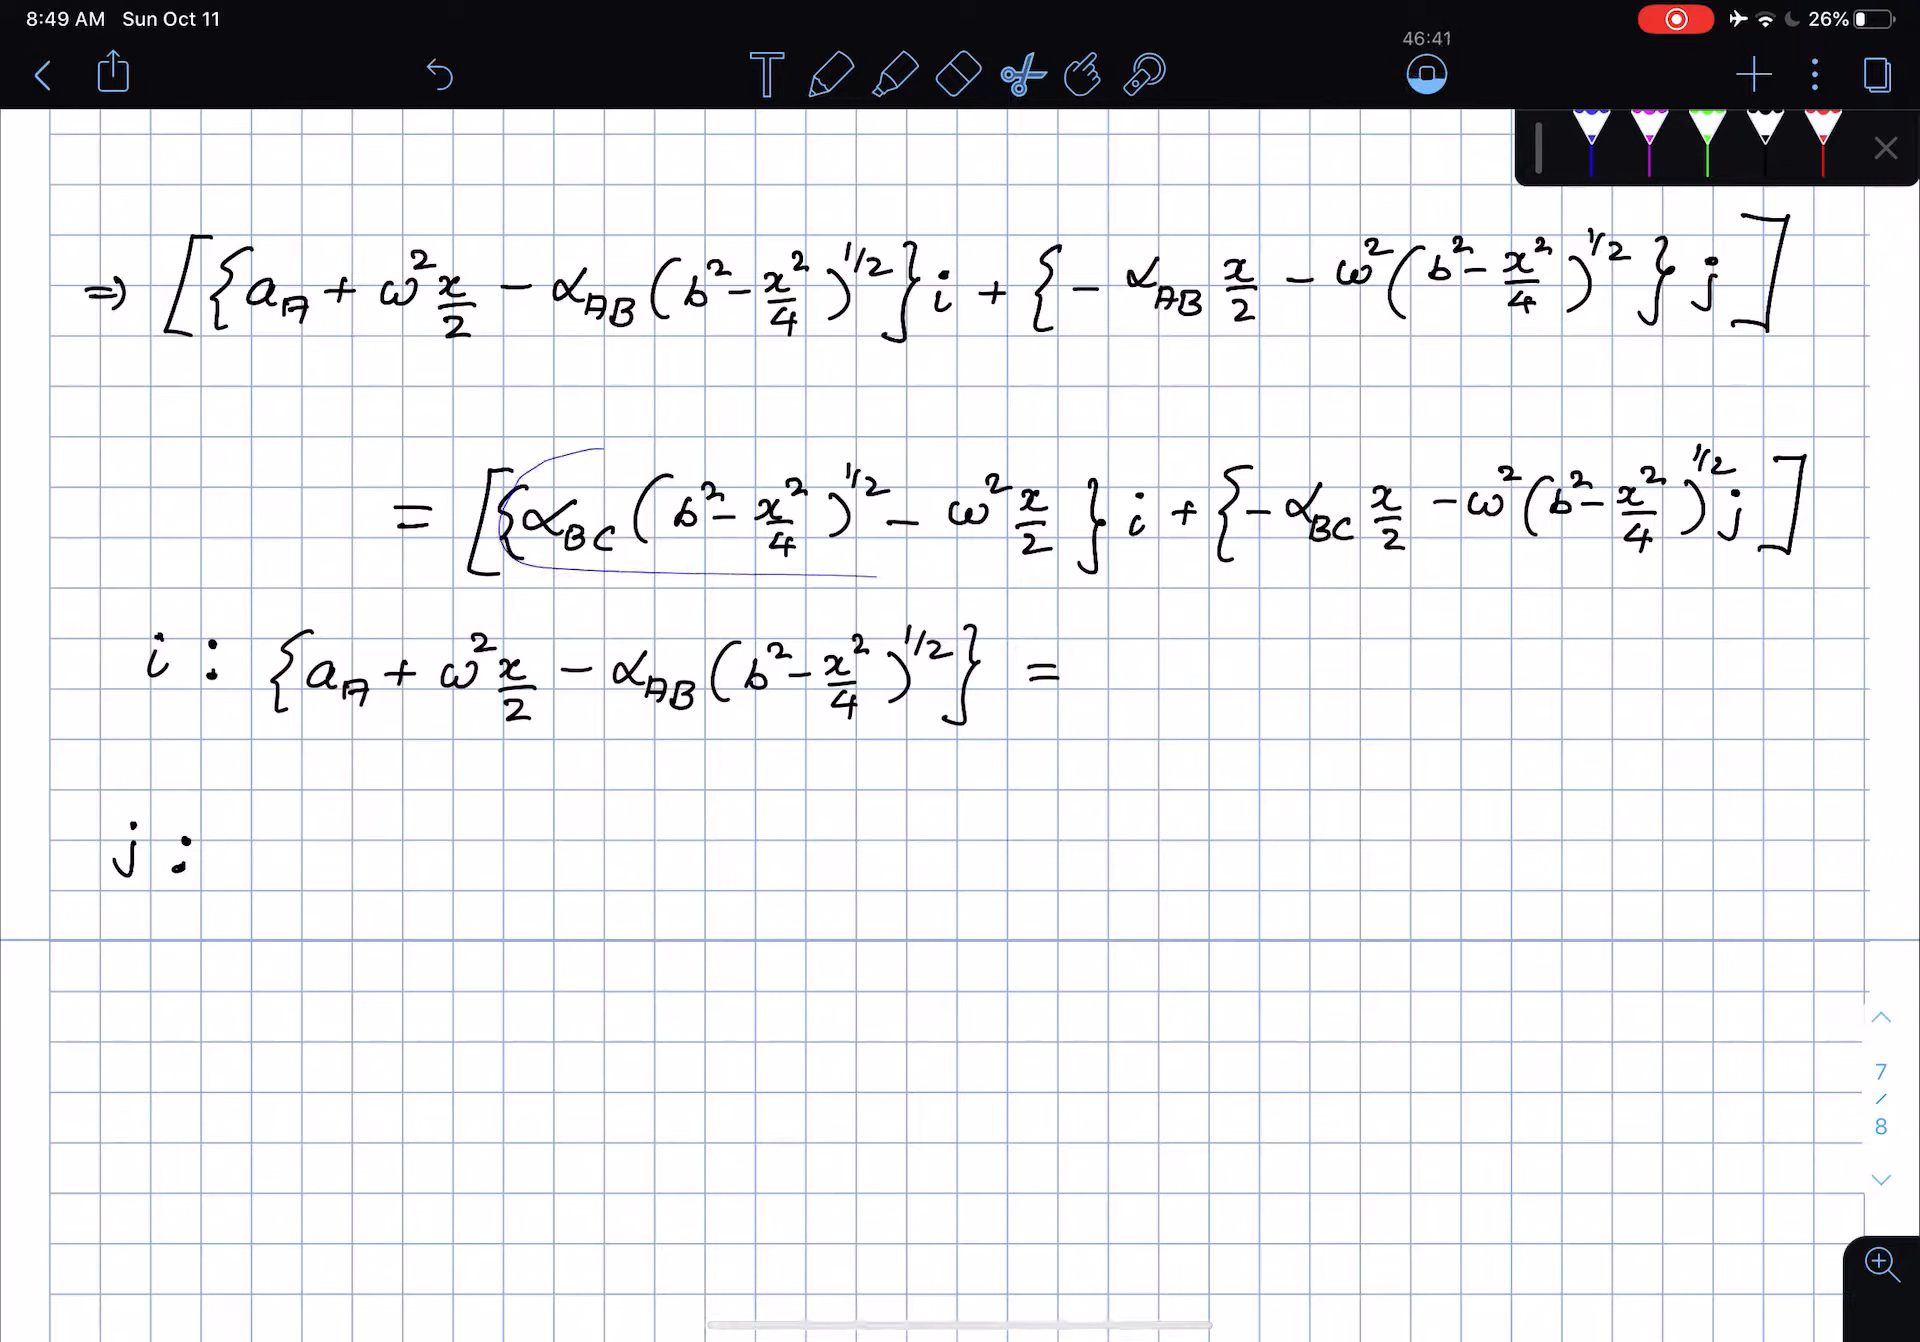 8:49 AM Sun Oct 11 26%
46:41
⇒ [{a_A + ω² x/2 − α_AB (b² − x²/4)^1/2} i + {− α_AB x/2 − ω² (b² − x²/4)^1/2} j]
= [{α_BC (b² − x²/4)^1/2 − ω² x/2} i + {− α_BC x/2 − ω² (b² − x²/4)^1/2 j]
i : {a_A + ω² x/2 − α_AB (b² − x²/4)^1/2} =
j :
7
/
8